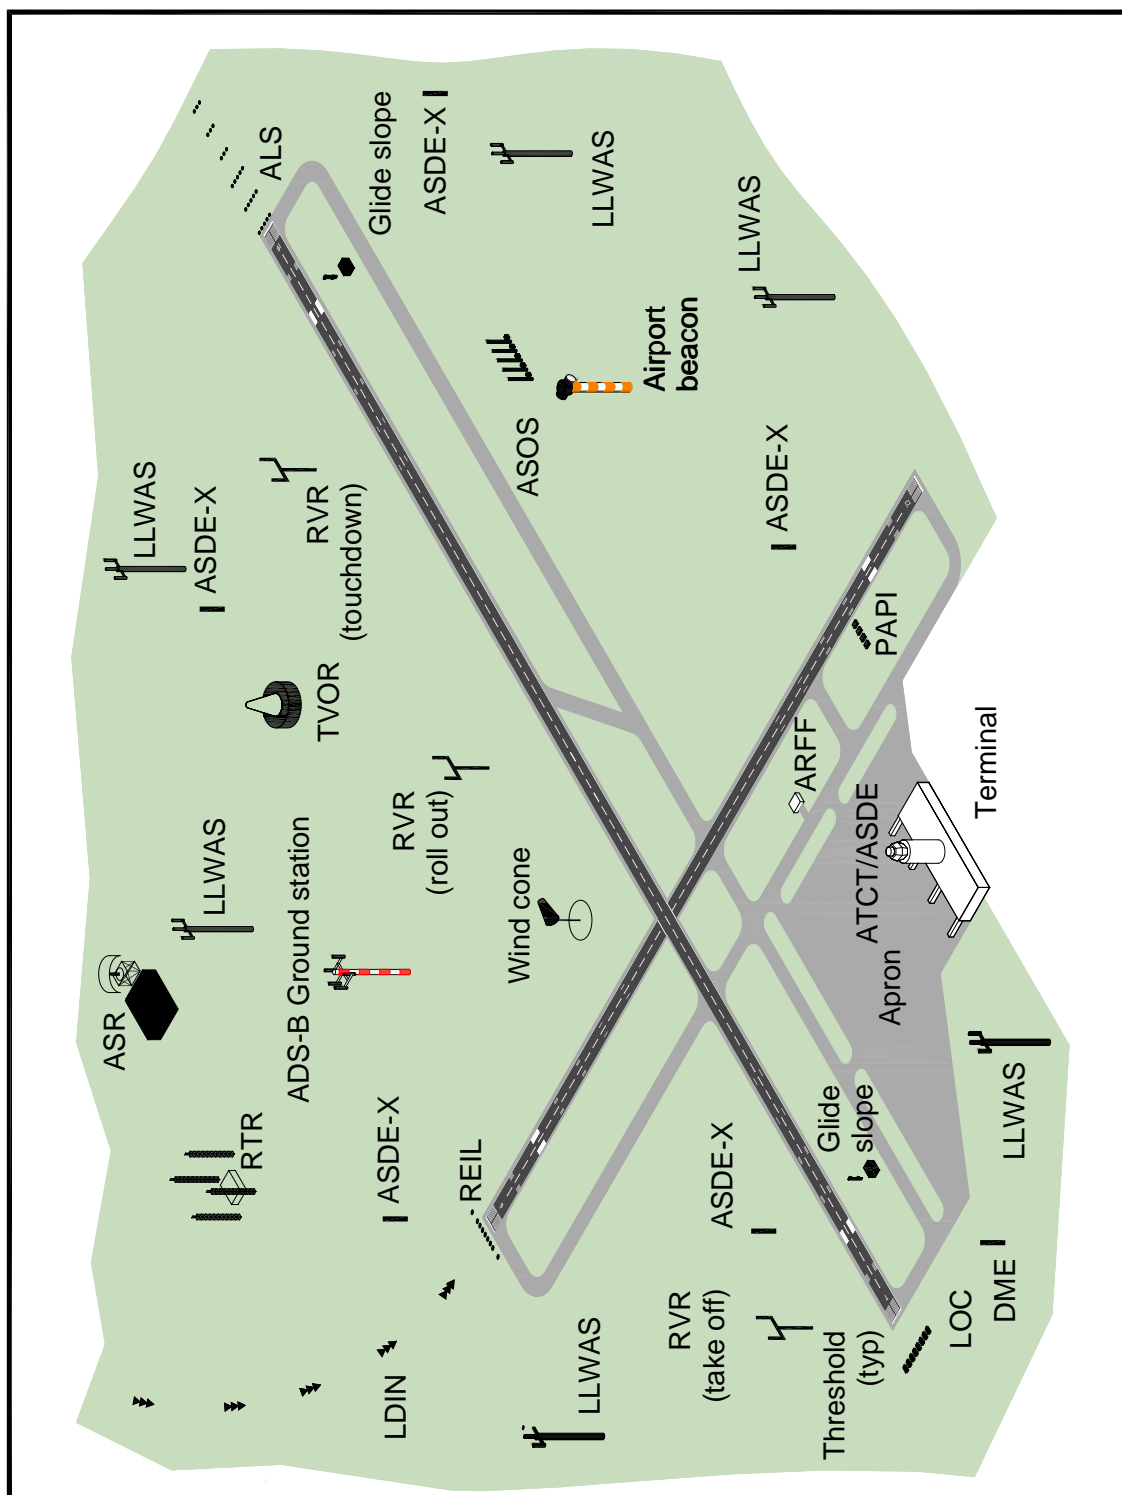 ALS
Glide slope
ASDE-X
LLWAS
LLWAS
Airport
beacon
ASOS
ASDE-X
LLWAS
ASDE-X
RVR
(touchdown)
TVOR
PAPI
ARFF
Terminal
ATCT/ASDE
Apron
RVR
(roll out)
Wind cone
LLWAS
ADS-B Ground station
ASR
RTR
ASDE-X
REIL
ASDE-X
Glide
slope
LLWAS
DME
LOC
Threshold
(typ)
RVR
(take off)
LLWAS
LDIN